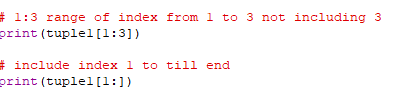 # 1:3 range of index from 1 to 3 not including 3
print(tuple1[1:3])
# include index 1 to till end
print(tuple1[1:])